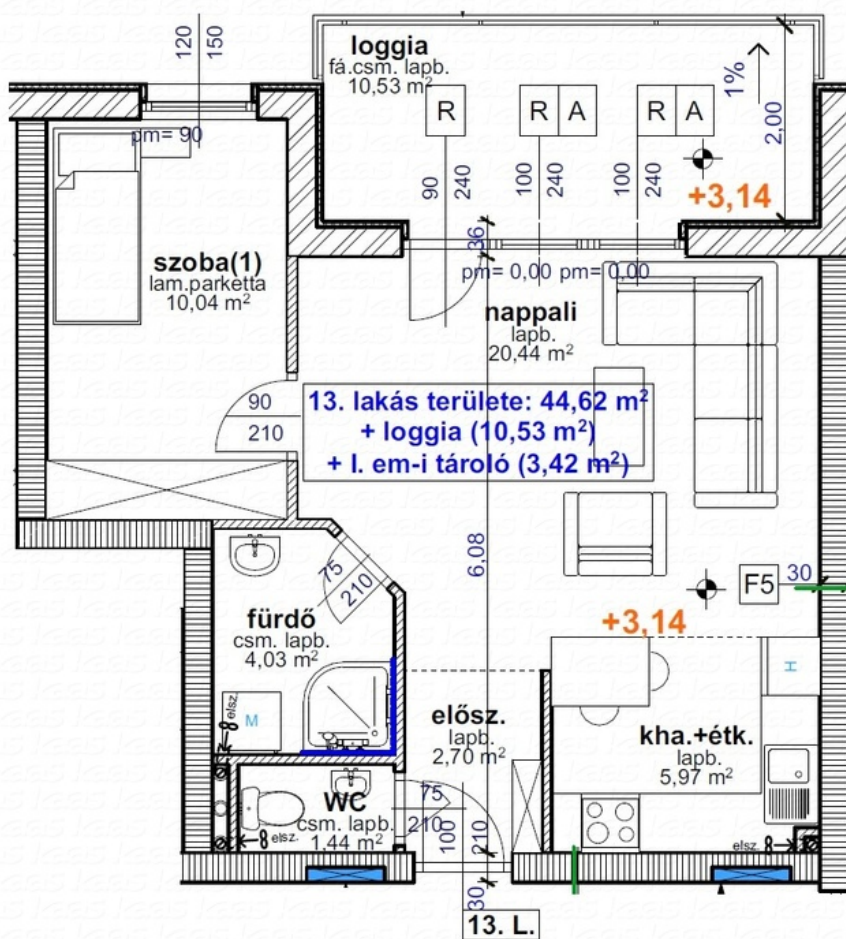 120
150
loggia
fá.csm. lapb.
10,53 m²
R
R A
R A
1%
2,00
90
240
100
240
100
240
+3,14
pm= 90
36
pm= 0,00 pm= 0,00
szoba(1)
lam.parketta
10,04 m²
nappali
lapb.
20,44 m²
90
210
13. lakás területe: 44,62 m²
+ loggia (10,53 m²)
+ I. em-i tároló (3,42 m²)
6,08
75
210
F5
30
+3,14
fürdő
csm. lapb.
4,03 m²
8 elsz.
M
H
elősz.
lapb.
2,70 m²
kha.+étk.
lapb.
5,97 m²
WC
csm. lapb.
1,44 m²
8 elsz.
75
210
100
210
elsz. 8
30
13. L.